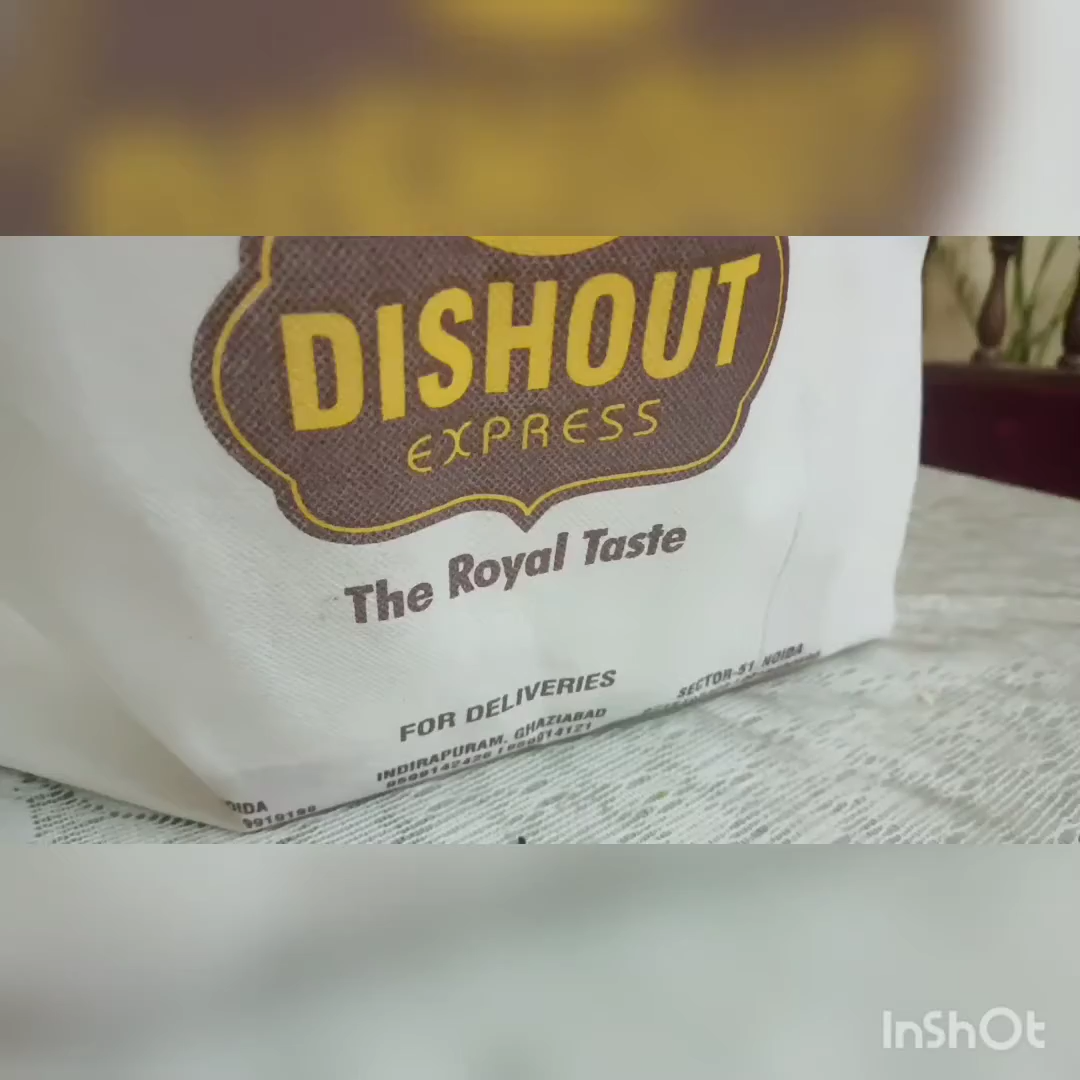 DISHOUT
EXPRESS
The Royal Taste
FOR DELIVERIES
INDIRAPURAM, GHAZIABAD
SECTOR-51 NOIDA
InShOt